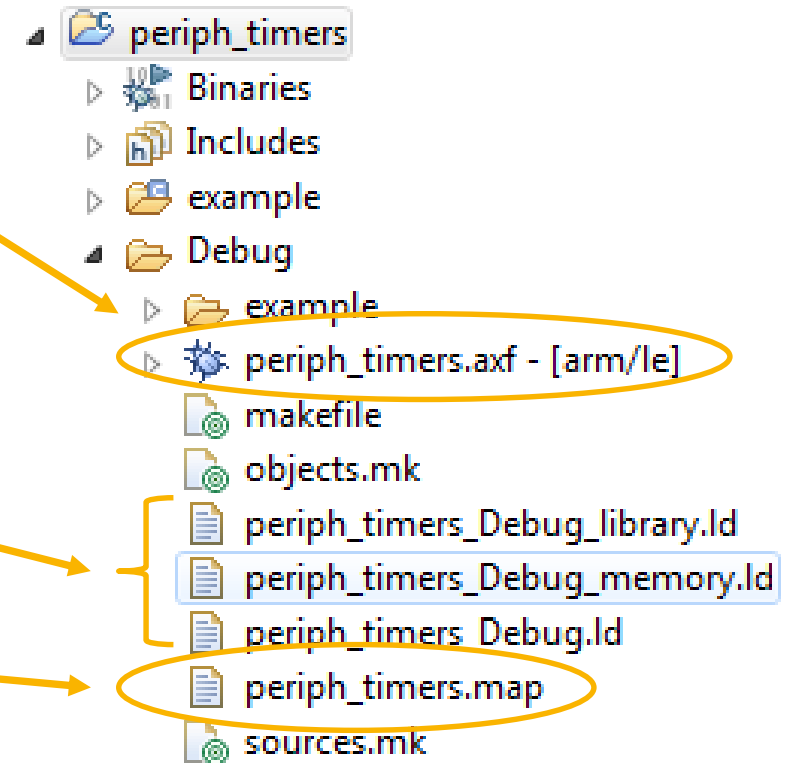 periph_timers
Binaries
Includes
example
Debug
example
periph_timers.axf - [arm/le]
makefile
objects.mk
periph_timers_Debug_library.ld
periph_timers_Debug_memory.ld
periph_timers_Debug.ld
periph_timers.map
sources.mk